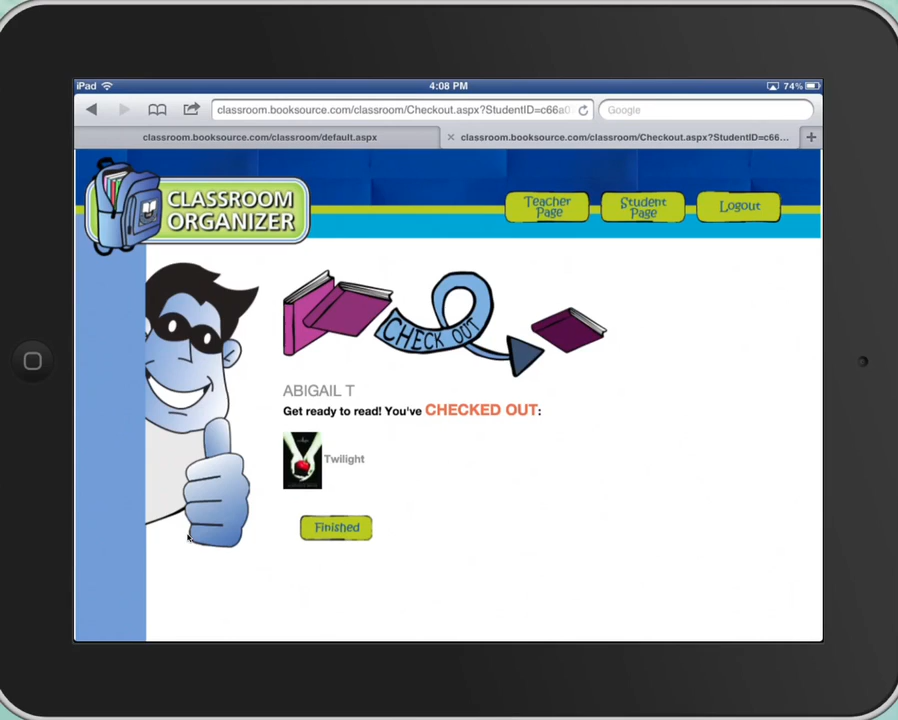 iPad
4:08 PM
74%
classroom.booksource.com/classroom/Checkout.aspx?StudentID=c66a0
Google
classroom.booksource.com/classroom/default.aspx
classroom.booksource.com/classroom/Checkout.aspx?StudentID=c66...
CLASSROOM
ORGANIZER
Teacher
Page
Student
Page
Logout
CHECK OUT
ABIGAIL T
Get ready to read! You've CHECKED OUT:
Twilight
Finished